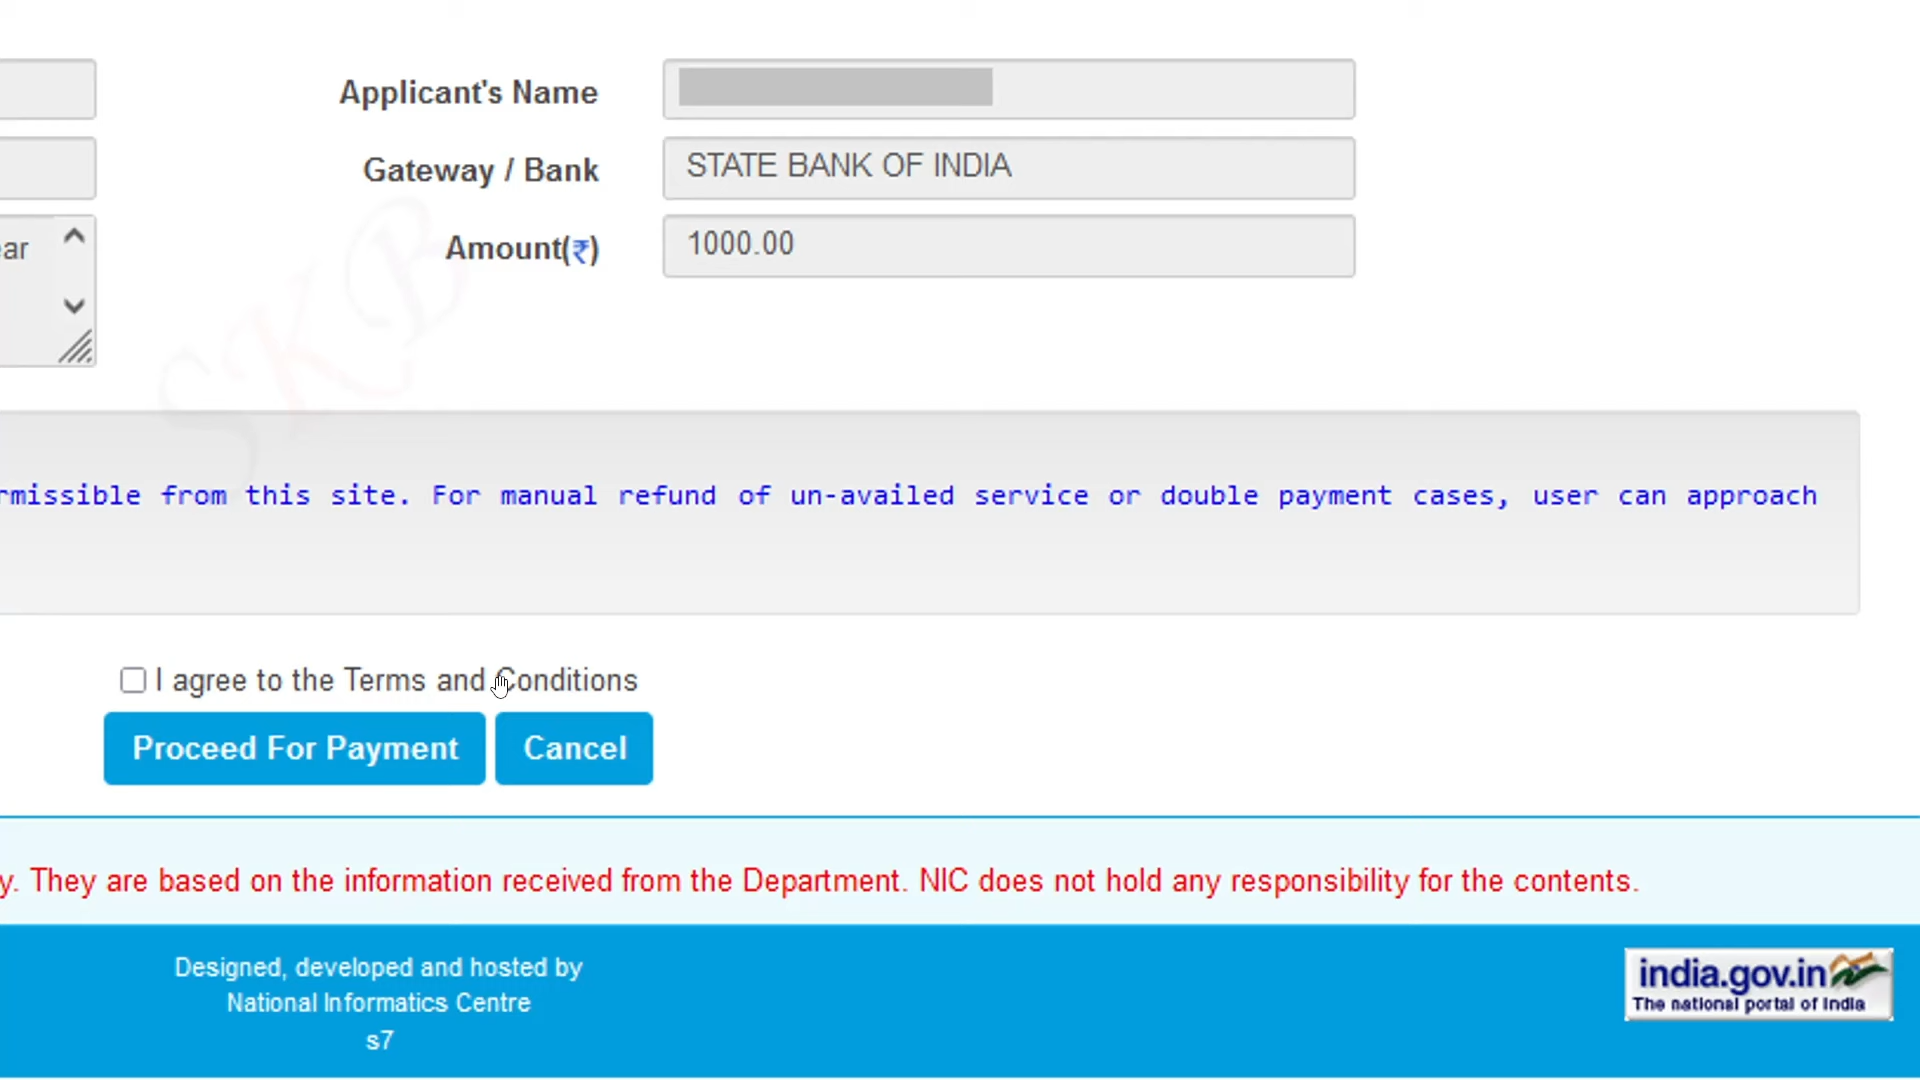 Applicant's Name
Gateway / Bank STATE BANK OF INDIA
ear Amount(₹) 1000.00
SKB
rmissible from this site. For manual refund of un-availed service or double payment cases, user can approach
I agree to the Terms and Conditions
Proceed For Payment Cancel
y. They are based on the information received from the Department. NIC does not hold any responsibility for the contents.
Designed, developed and hosted by
National Informatics Centre
s7
india.gov.in
The national portal of India